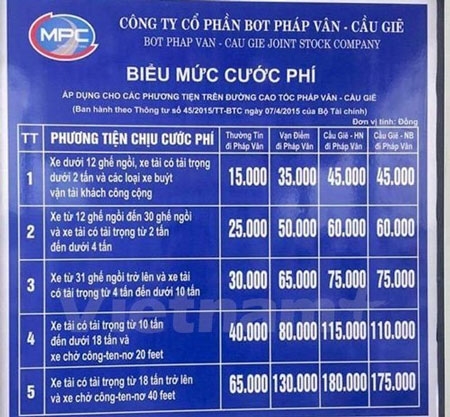 MPC
CÔNG TY CỔ PHẦN BOT PHÁP VÂN - CẦU GIẼ
BOT PHAP VAN - CAU GIE JOINT STOCK COMPANY
BIỂU MỨC CƯỚC PHÍ
ÁP DỤNG CHO CÁC PHƯƠNG TIỆN TRÊN ĐƯỜNG CAO TỐC PHÁP VÂN - CẦU GIẼ
(Ban hành theo Thông tư số 45/2015/TT-BTC ngày 07/4/2015 của Bộ Tài chính)
Đơn vị tính: Đồng
TT PHƯƠNG TIỆN CHỊU CƯỚC PHÍ Thường Tín đi Pháp Vân Vạn Điểm đi Pháp Vân Cầu Giẽ - HN đi Pháp Vân Cầu Giẽ - NB đi Pháp Vân
1 Xe dưới 12 ghế ngồi, xe tải có tải trọng
dưới 2 tấn và các loại xe buýt
vận tải khách công cộng
15.000 35.000 45.000 45.000
2 Xe từ 12 ghế ngồi đến 30 ghế ngồi
và xe tải có tải trọng từ 2 tấn
đến dưới 4 tấn
25.000 50.000 60.000 60.000
3 Xe từ 31 ghế ngồi trở lên và xe tải
có tải trọng từ 4 tấn đến dưới 10 tấn
30.000 65.000 75.000 75.000
4 Xe tải có tải trọng từ 10 tấn
đến dưới 18 tấn và
xe chở công-ten-nơ 20 feet
40.000 80.000 115.000 110.000
5 Xe tải có tải trọng từ 18 tấn trở lên
và xe chở công-ten-nơ 40 feet
65.000 130.000 180.000 175.000
Vietnam+